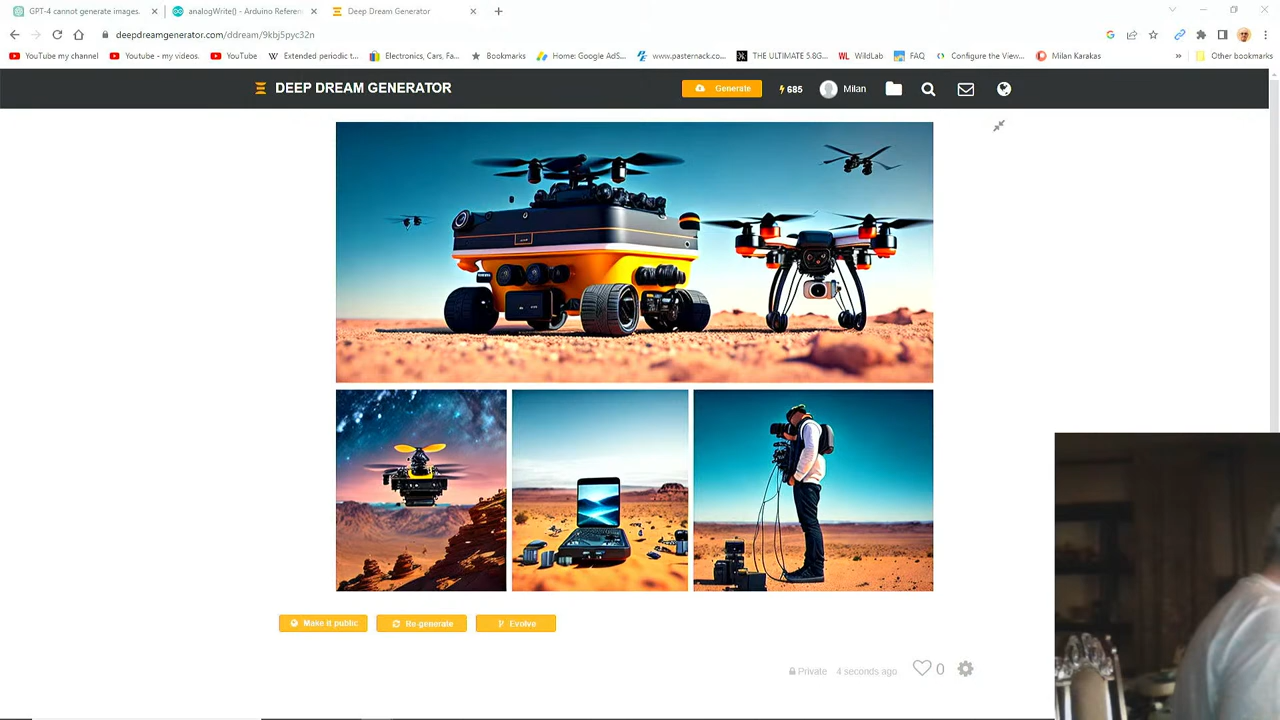 GPT-4 cannot generate images.
analogWrite() - Arduino Referen
Deep Dream Generator
deepdreamgenerator.com/ddream/9kbj5pyc32n
YouTube my channel
Youtube - my videos
YouTube
Extended periodic t...
Electronics, Cars, Fa...
Bookmarks
Home: Google AdS...
www.pasternack.co...
THE ULTIMATE 5.8G...
WL WildLab
FAQ
Configure the View...
Milan Karakas
»
Other bookmarks
DEEP DREAM GENERATOR
Generate
685
Milan
Make it public
Re-generate
Evolve
Private
4 seconds ago
0